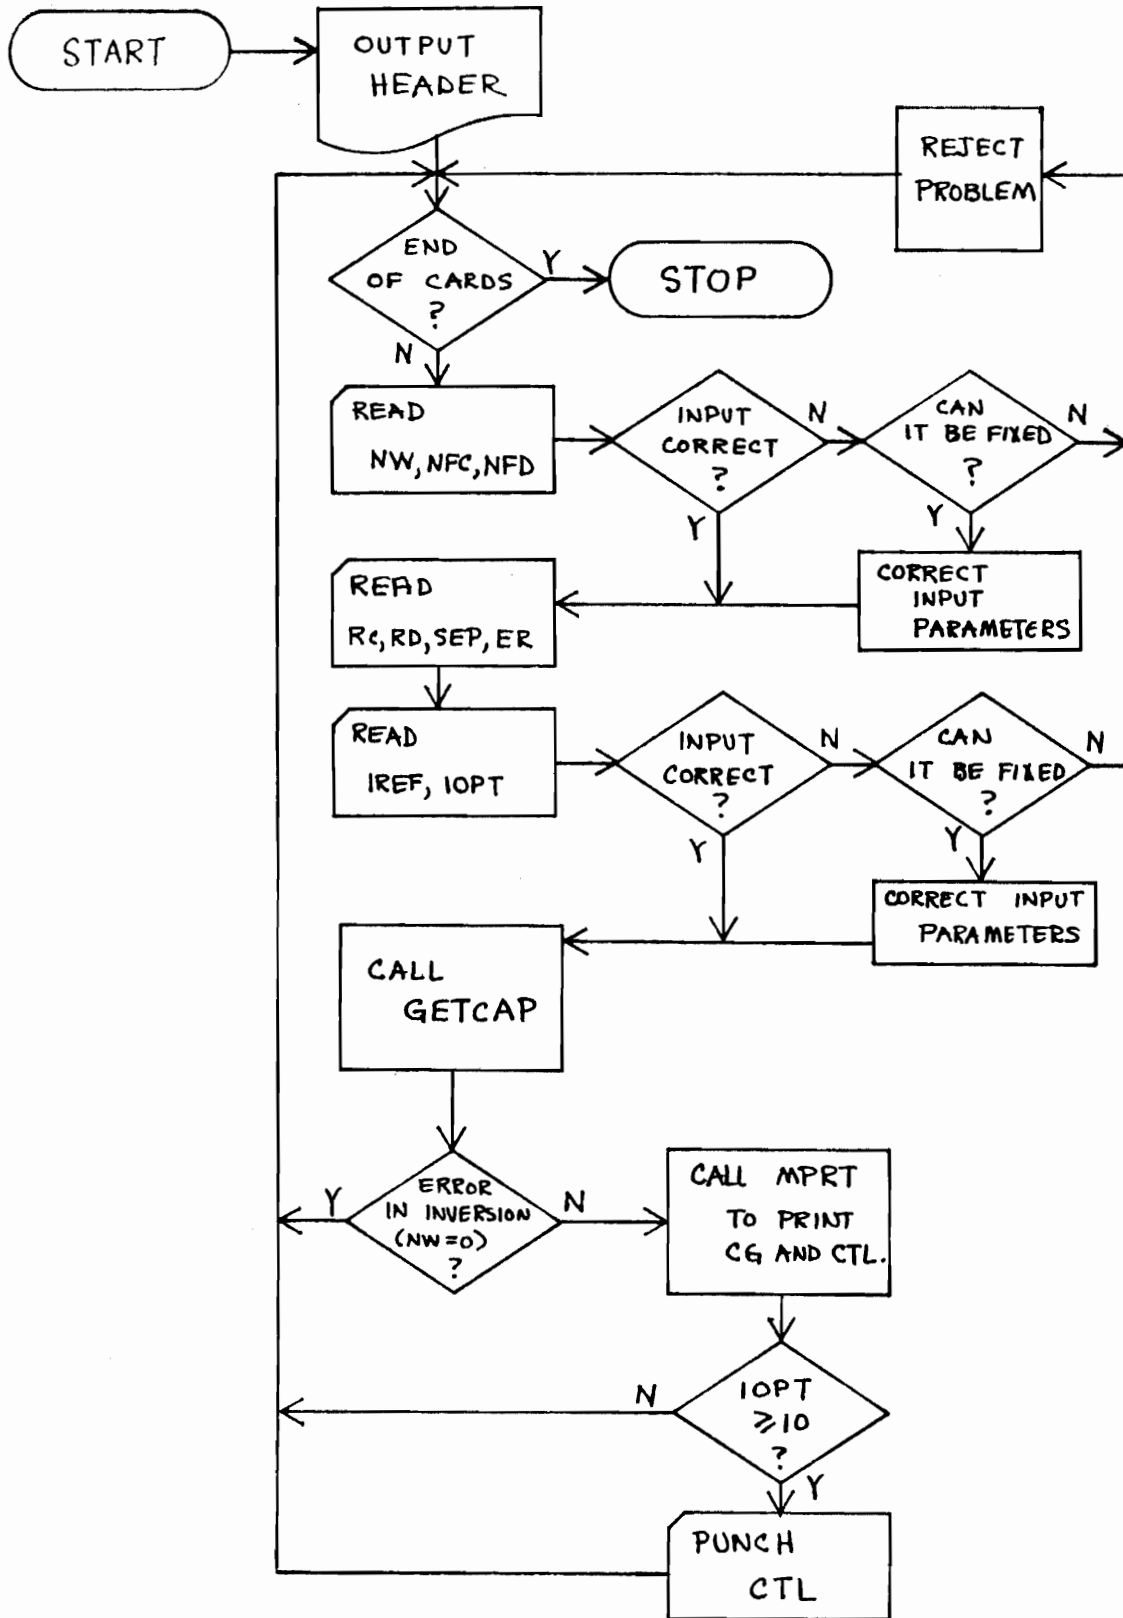 START
OUTPUT
HEADER
REJECT
PROBLEM
END
OF CARDS
?
Y
STOP
N
READ
NW, NFC, NFD
INPUT
CORRECT
?
N
CAN
IT BE FIXED
?
N
Y
Y
CORRECT
INPUT
PARAMETERS
READ
RC, RD, SEP, ER
READ
IREF, IOPT
INPUT
CORRECT
?
N
CAN
IT BE FIXED
?
N
Y
Y
CORRECT INPUT
PARAMETERS
CALL
GETCAP
ERROR
IN INVERSION
(NW=0)
?
Y
N
CALL MPRT
TO PRINT
CG AND CTL.
IOPT
≥10
?
N
Y
PUNCH
CTL